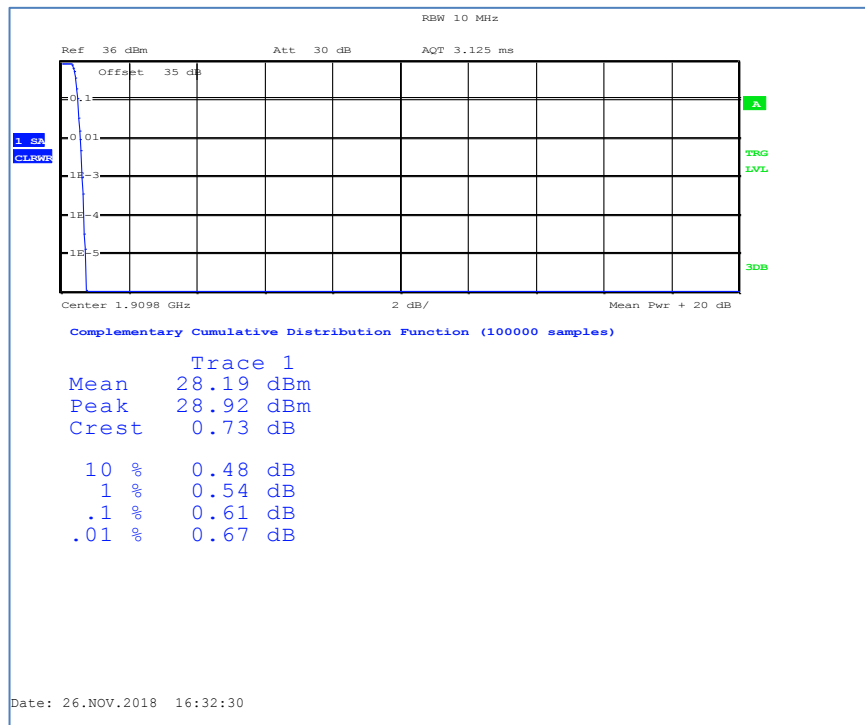 RBW 10 MHz
Ref 36 dBm Att 30 dB AQT 3.125 ms
Offset 35 dB
0.1
A
0.01
1 SA
CLRWR
TRG
LVL
1E-3
1E-4
1E-5
3DB
Center 1.9098 GHz 2 dB/ Mean Pwr + 20 dB
Complementary Cumulative Distribution Function (100000 samples)
Trace 1
Mean 28.19 dBm
Peak 28.92 dBm
Crest 0.73 dB
10 % 0.48 dB
1 % 0.54 dB
.1 % 0.61 dB
.01 % 0.67 dB
Date: 26.NOV.2018 16:32:30